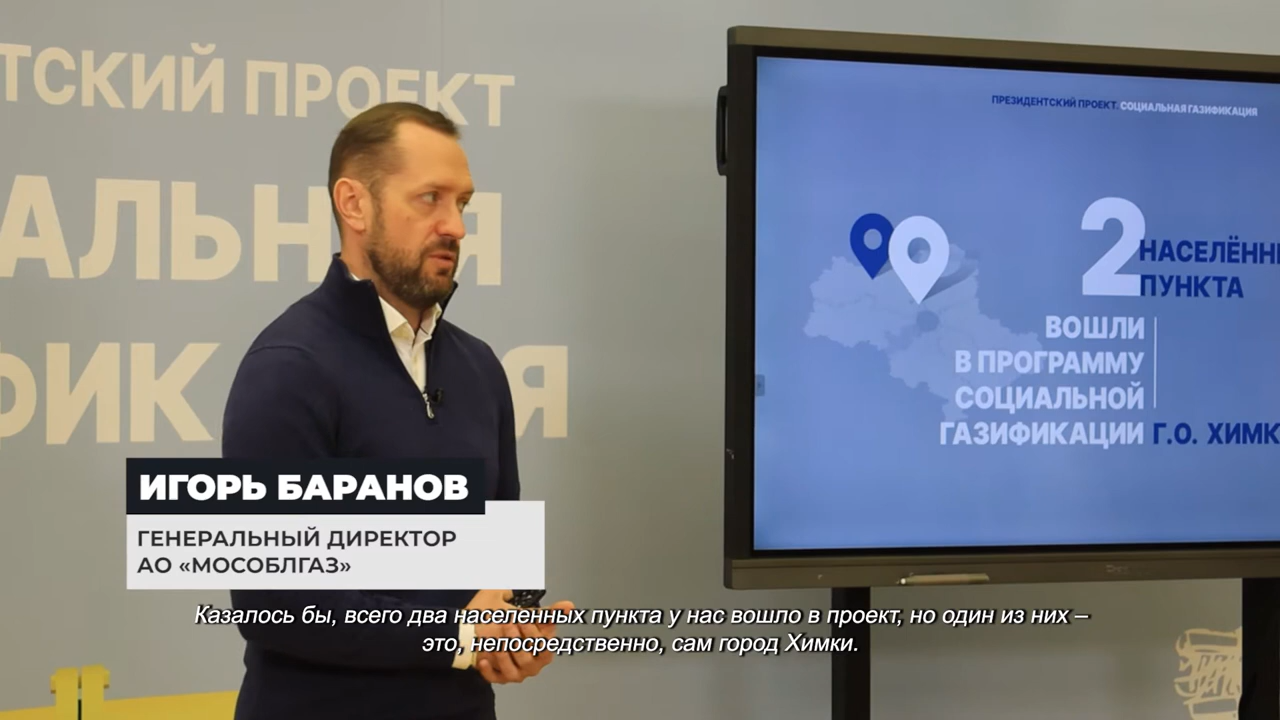 ТСКИЙ ПРОЕКТ
АЛЬН Я
ФИК Я
ПРЕЗИДЕНТСКИЙ ПРОЕКТ. СОЦИАЛЬНАЯ ГАЗИФИКАЦИЯ
2 НАСЕЛЁНН
ПУНКТА
ВОШЛИ
В ПРОГРАММУ
СОЦИАЛЬНОЙ
ГАЗИФИКАЦИИ Г.О. ХИМК
ИГОРЬ БАРАНОВ
ГЕНЕРАЛЬНЫЙ ДИРЕКТОР
АО «МОСОБЛГАЗ»
Казалось бы, всего два населенных пункта у нас вошло в проект, но один из них –
это, непосредственно, сам город Химки.